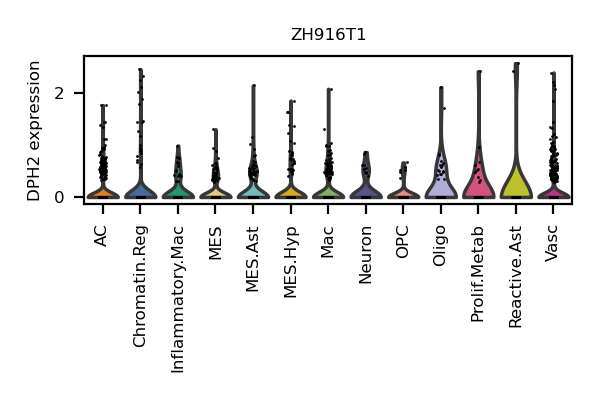 ZH916T1
DPH2 expression
2
0
AC
Chromatin.Reg
Inflammatory.Mac
MES
MES.Ast
MES.Hyp
Mac
Neuron
OPC
Oligo
Prolif.Metab
Reactive.Ast
Vasc